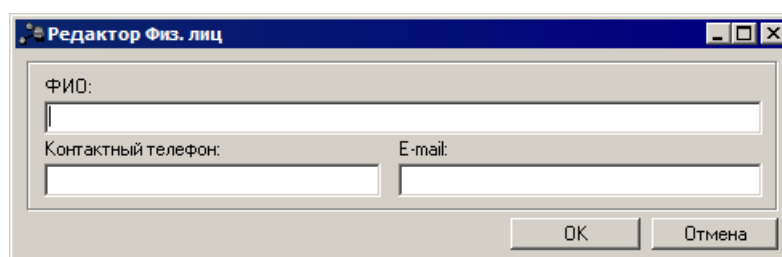 Редактор Физ. лиц
ФИО:
Контактный телефон: E-mail:
OK Отмена